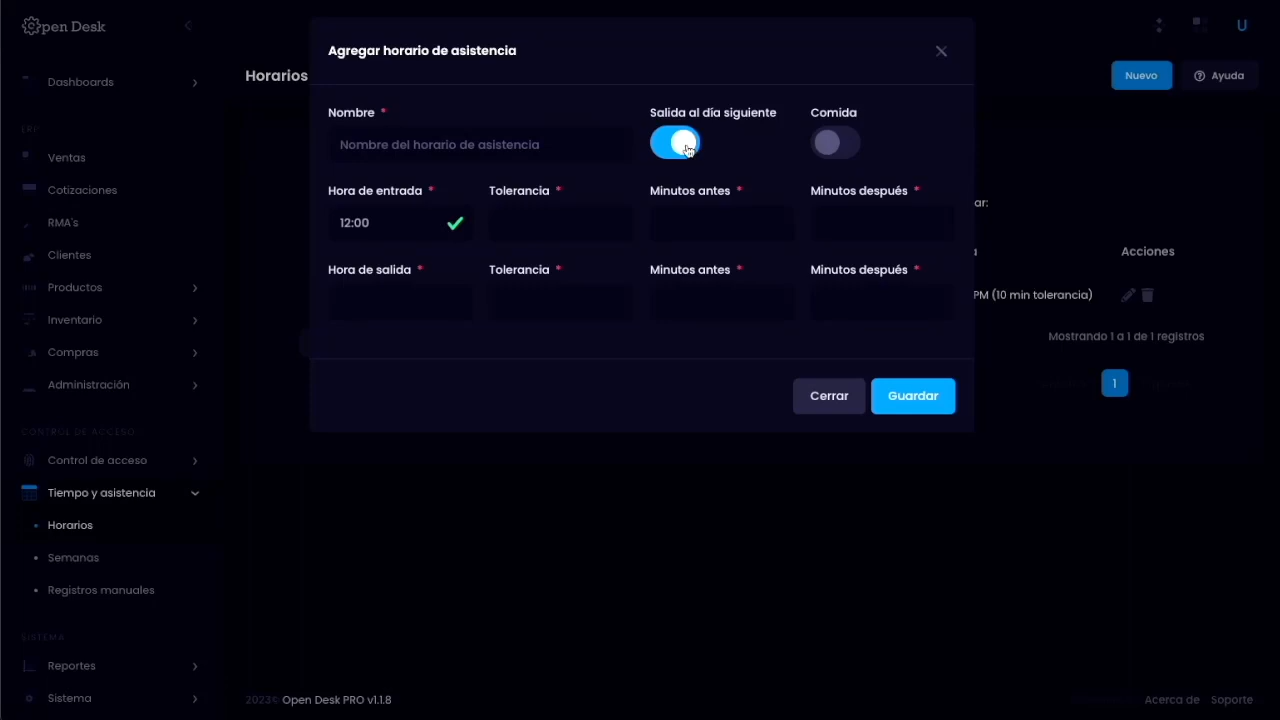 Open Desk
U
Agregar horario de asistencia
Dashboards
Horarios
Nuevo
Ayuda
Nombre *
Salida al día siguiente
Comida
Nombre del horario de asistencia
ERP
Ventas
Cotizaciones
RMA's
Clientes
Productos
Inventario
Compras
Administración
Hora de entrada *
Tolerancia *
Minutos antes *
Minutos después *
ar:
12:00
a
Acciones
Hora de salida *
Tolerancia *
Minutos antes *
Minutos después *
PM (10 min tolerancia)
Mostrando 1 a 1 de 1 registros
1
Cerrar
Guardar
CONTROL DE ACCESO
Control de acceso
Tiempo y asistencia
Horarios
Semanas
Registros manuales
SISTEMA
Reportes
Sistema
2023© Open Desk PRO v1.1.8
Acerca de
Soporte